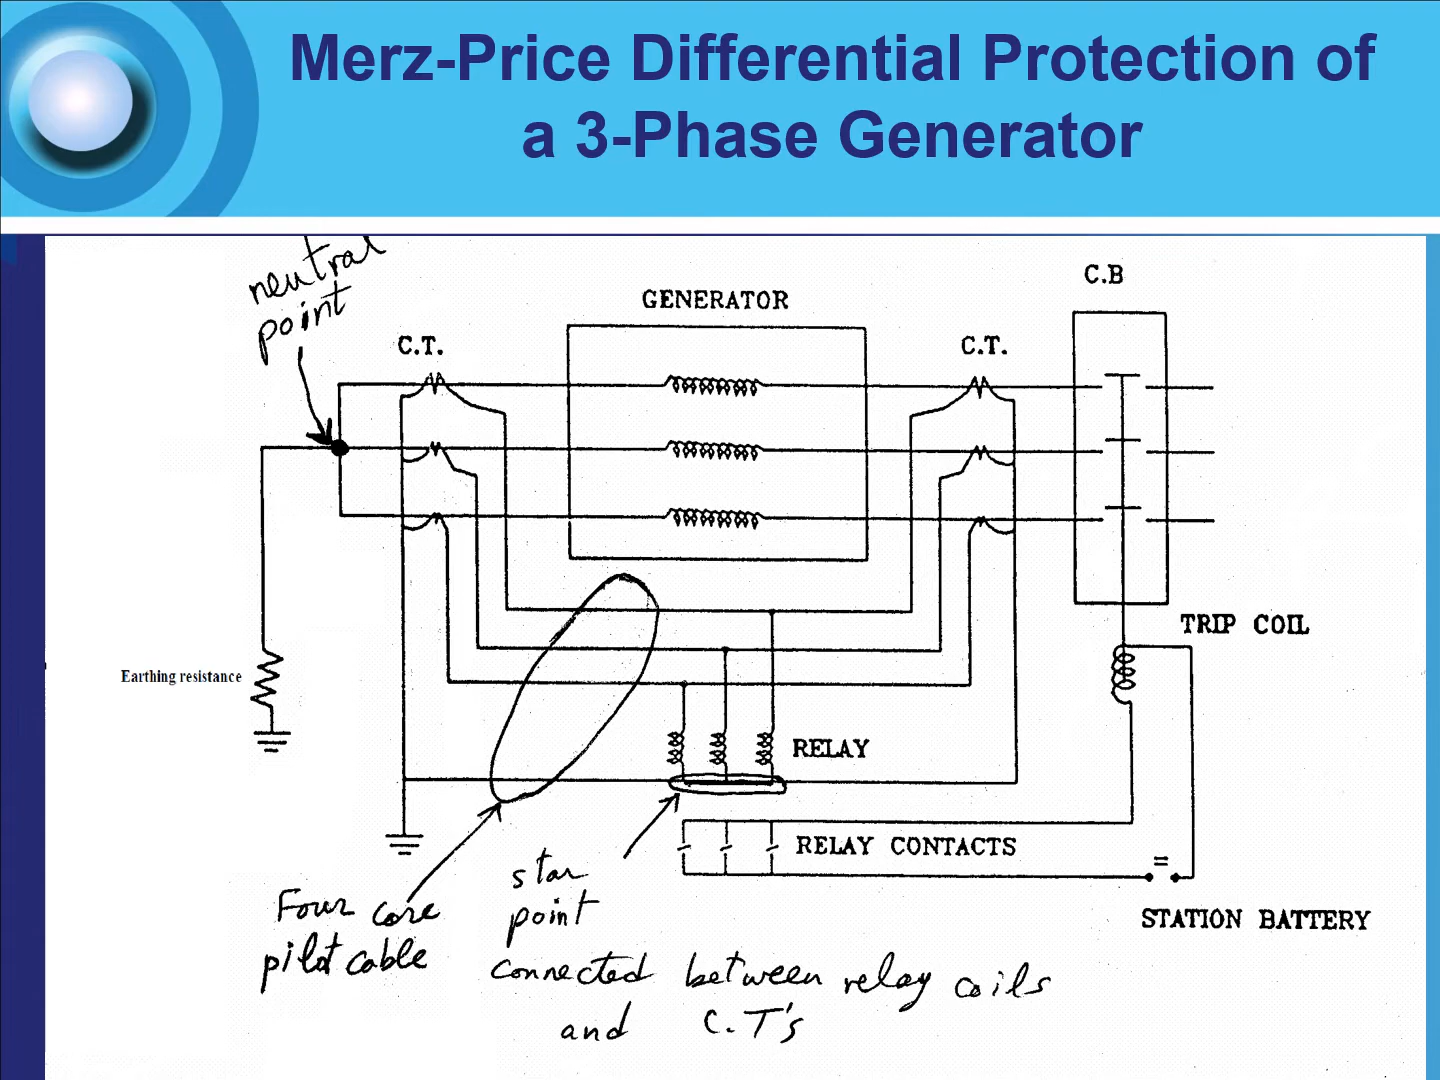 Merz-Price Differential Protection of
a 3-Phase Generator
neutral
point
C.T.
GENERATOR
C.T.
C.B
Earthing resistance
TRIP COIL
RELAY
RELAY CONTACTS
=
STATION BATTERY
Four core
pilot cable
star
point
connected between relay coils
and C.T's